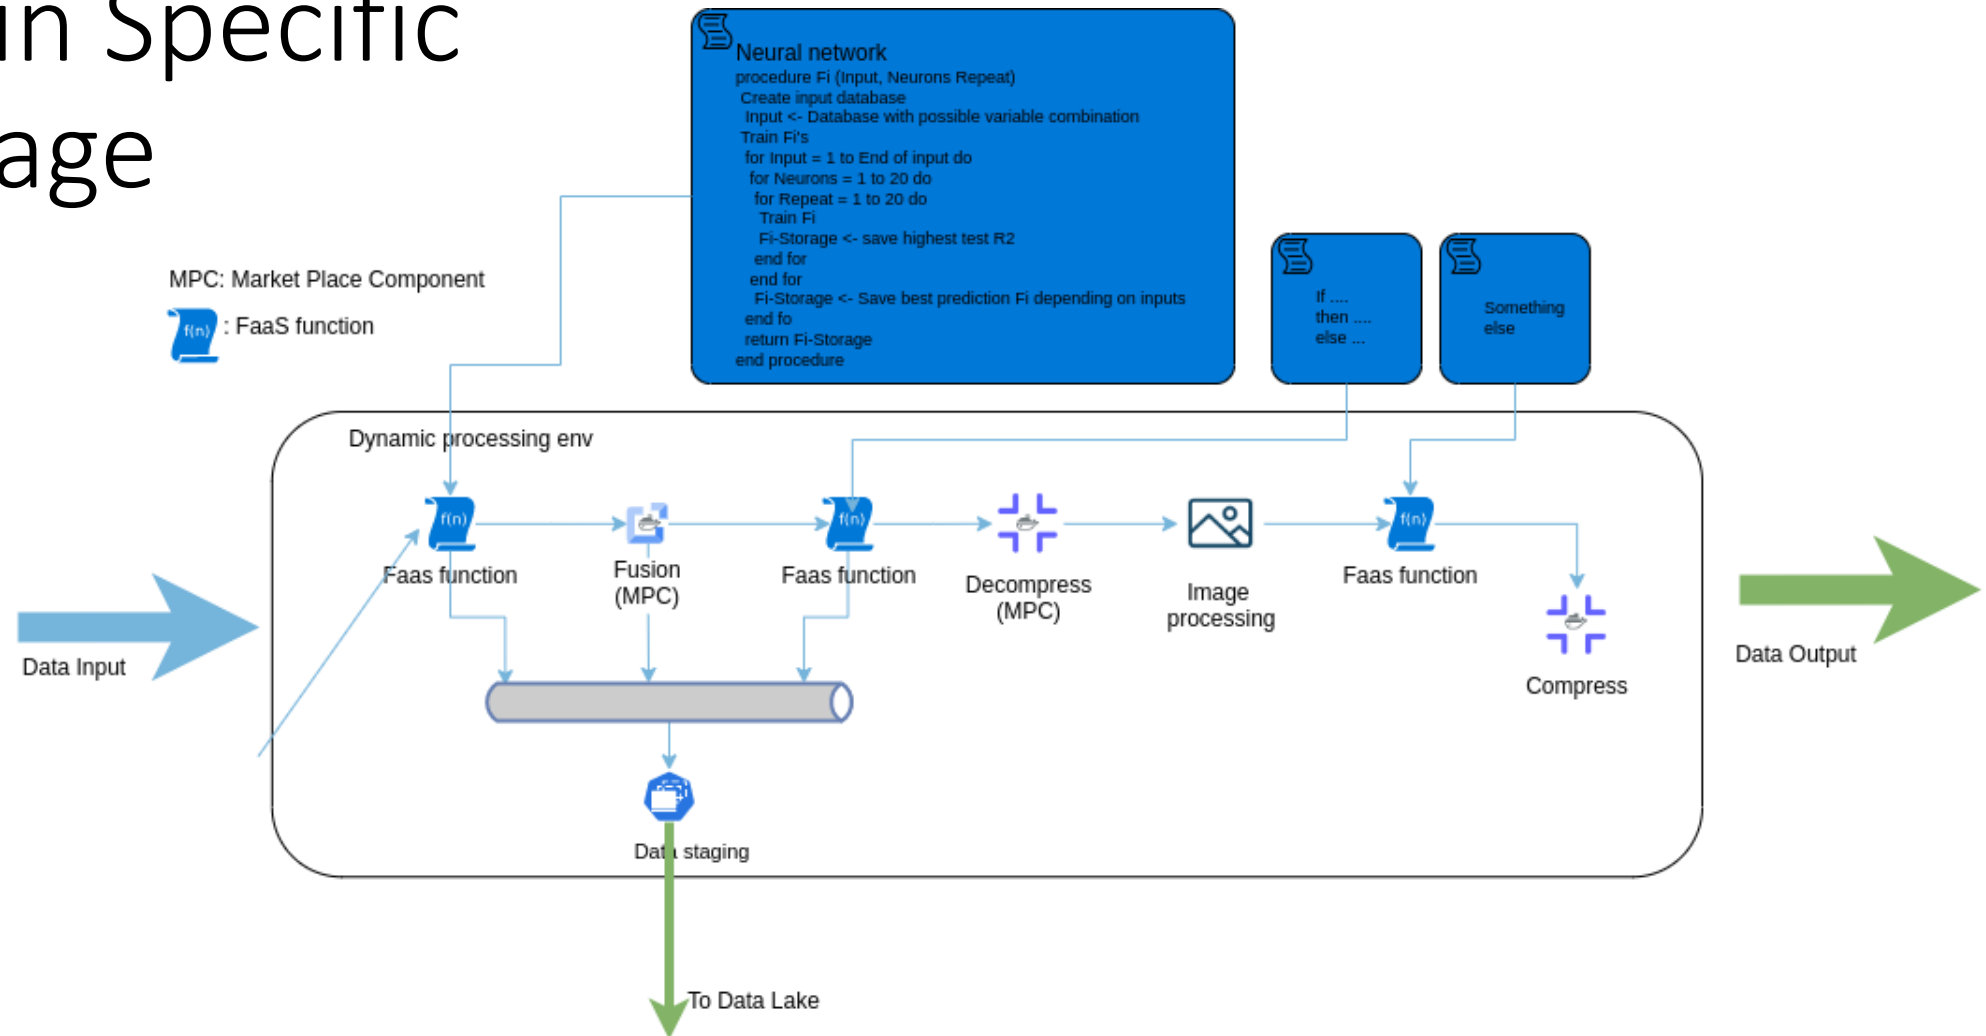 in Specific
age
Neural network
procedure Fi (Input, Neurons Repeat)
Create input database
Input <- Database with possible variable combination
Train Fi's
for Input = 1 to End of input do
for Neurons = 1 to 20 do
for Repeat = 1 to 20 do
Train Fi
Fi-Storage <- save highest test R2
end for
end for
Fi-Storage <- Save best prediction Fi depending on inputs
end fo
return Fi-Storage
end procedure
If ....
then ....
else ...
Something
else
MPC: Market Place Component
f(n)
: FaaS function
Dynamic processing env
f(n)
f(n)
f(n)
Faas function
Fusion
(MPC)
Faas function
Decompress
(MPC)
Image
processing
Faas function
Data Input
Compress
Data Output
Data staging
To Data Lake